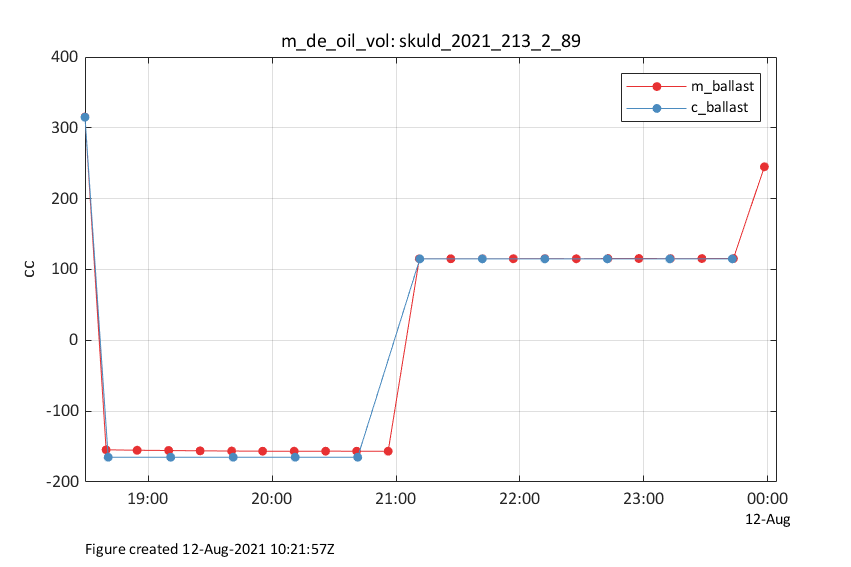 m_de_oil_vol: skuld_2021_213_2_89
400
m_ballast
c_ballast
300
200
cc
100
0
-100
-200
19:00 20:00 21:00 22:00 23:00 00:00
12-Aug
Figure created 12-Aug-2021 10:21:57Z